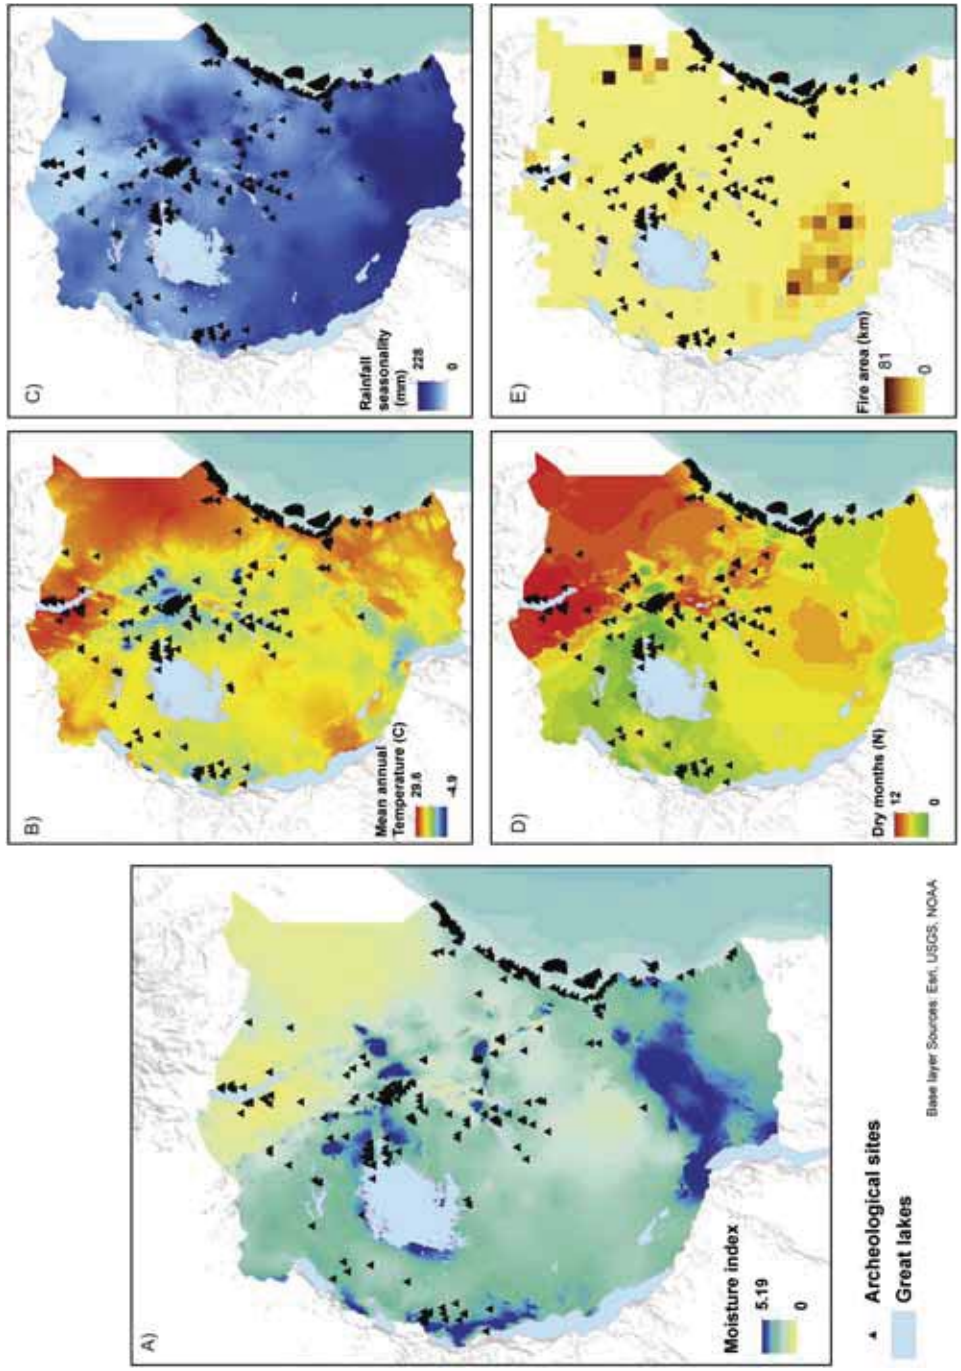 A)
Moisture index
5.19
0
Archeological sites
Great lakes
Base layer Sources: Esri, USGS, NOAA
B)
Mean annual
Temperature (C)
29.6
-4.9
C)
Rainfall
seasonality
(mm)
228
0
D)
Dry months (N)
12
0
E)
Fire area (km)
81
0